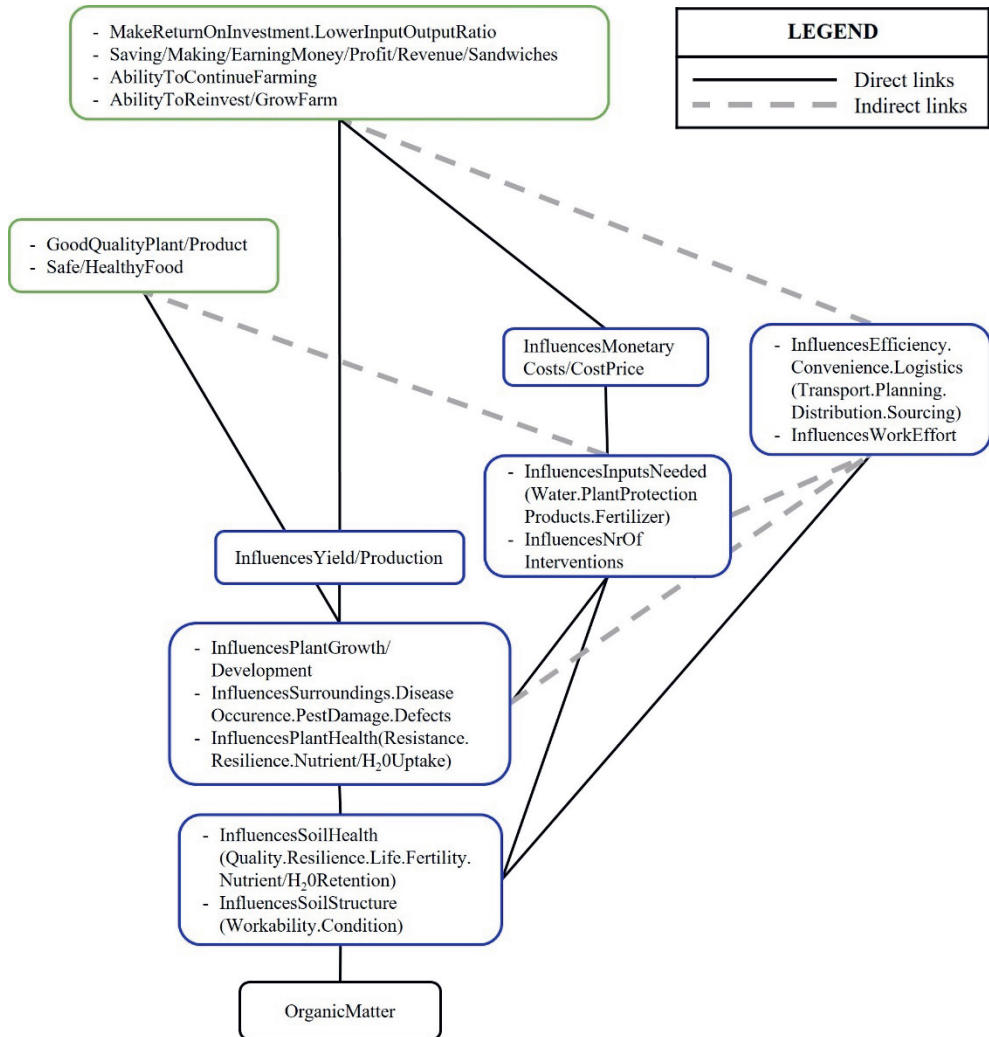 - MakeReturnOnInvestment.LowerInputOutputRatio
- Saving/Making/EarningMoney/Profit/Revenue/Sandwiches
- AbilityToContinueFarming
- AbilityToReinvest/GrowFarm
LEGEND
Direct links
Indirect links
- GoodQualityPlant/Product
- Safe/HealthyFood
InfluencesMonetary
Costs/CostPrice
- InfluencesEfficiency.
Convenience.Logistics
(Transport.Planning.
Distribution.Sourcing)
- InfluencesWorkEffort
- InfluencesInputsNeeded
(Water.PlantProtection
Products.Fertilizer)
- InfluencesNrOf
Interventions
InfluencesYield/Production
- InfluencesPlantGrowth/
Development
- InfluencesSurroundings.Disease
Occurence.PestDamage.Defects
- InfluencesPlantHealth(Resistance.
Resilience.Nutrient/H₂0Uptake)
- InfluencesSoilHealth
(Quality.Resilience.Life.Fertility.
Nutrient/H₂0Retention)
- InfluencesSoilStructure
(Workability.Condition)
OrganicMatter